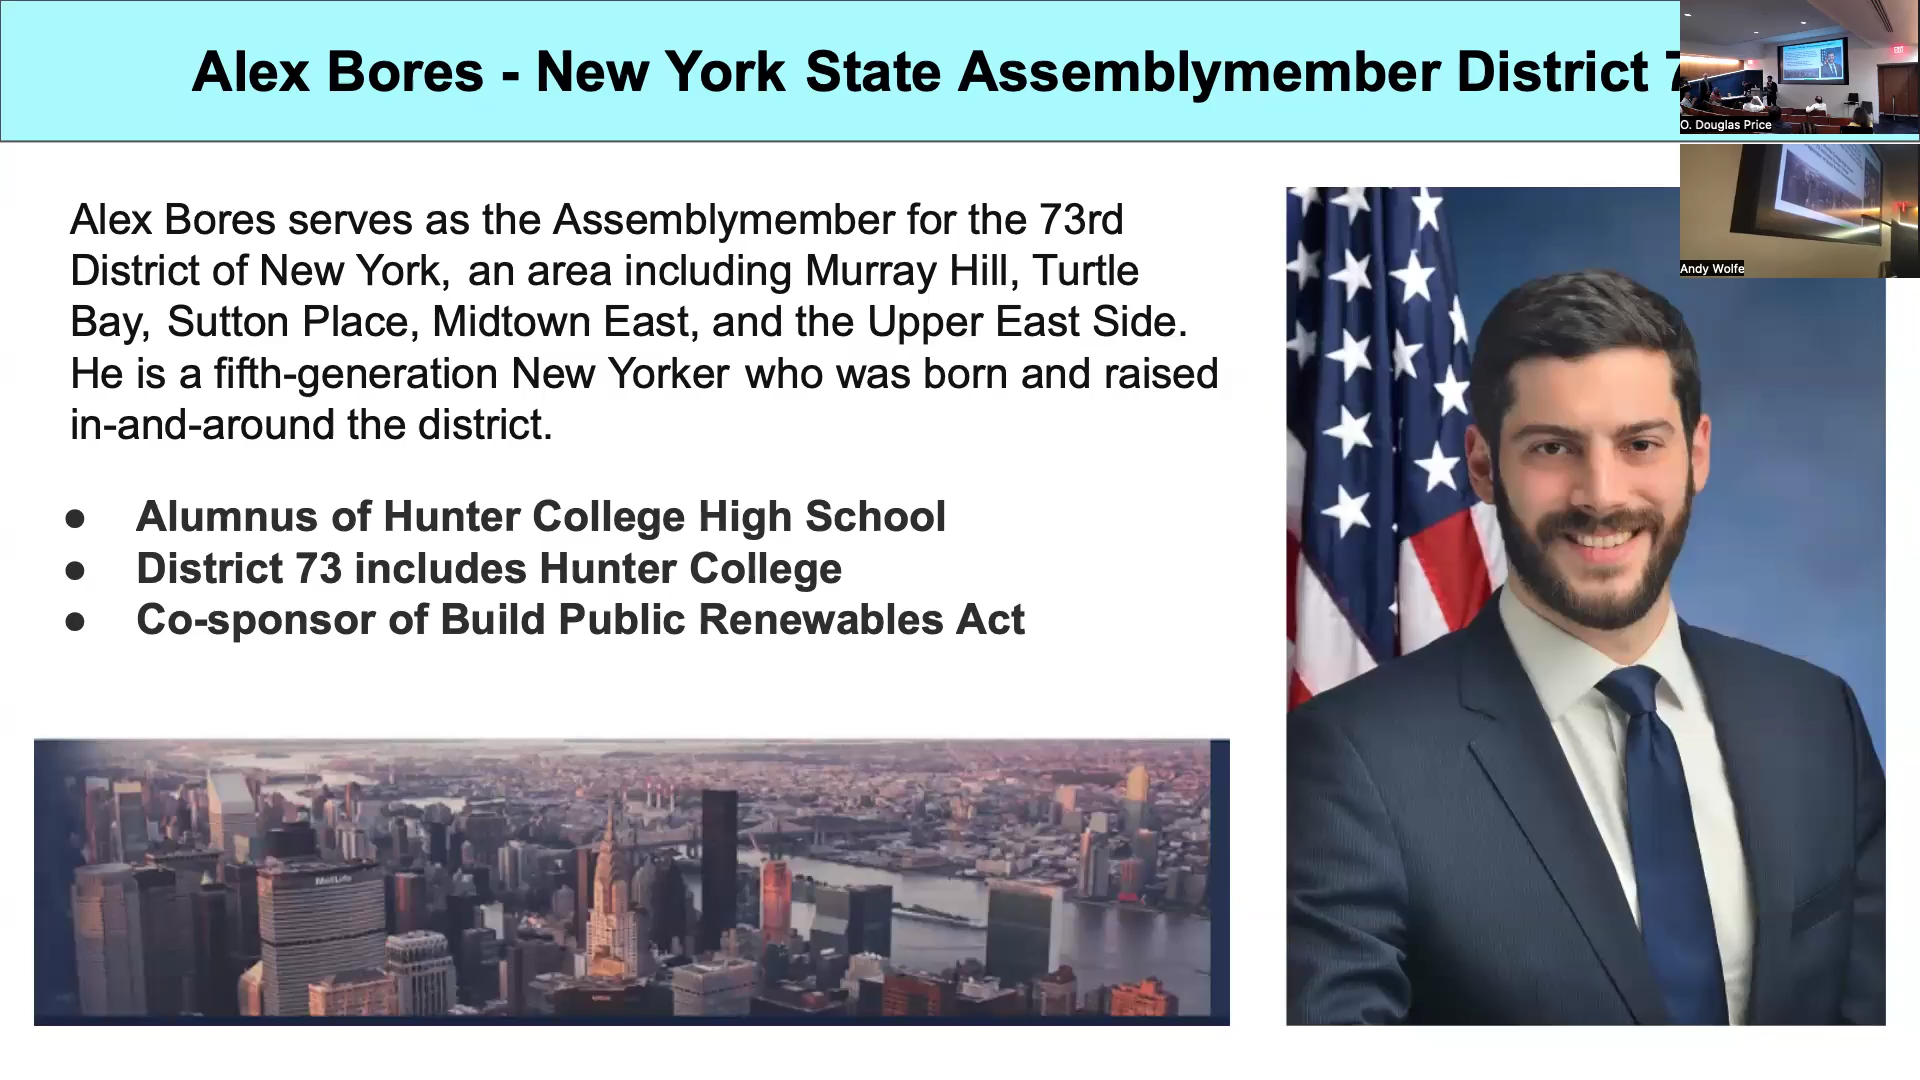 Alex Bores - New York State Assemblymember District
O. Douglas Price
Andy Wolfe
Alex Bores serves as the Assemblymember for the 73rd
District of New York, an area including Murray Hill, Turtle
Bay, Sutton Place, Midtown East, and the Upper East Side.
He is a fifth-generation New Yorker who was born and raised
in-and-around the district.
● Alumnus of Hunter College High School
● District 73 includes Hunter College
● Co-sponsor of Build Public Renewables Act
MetLife